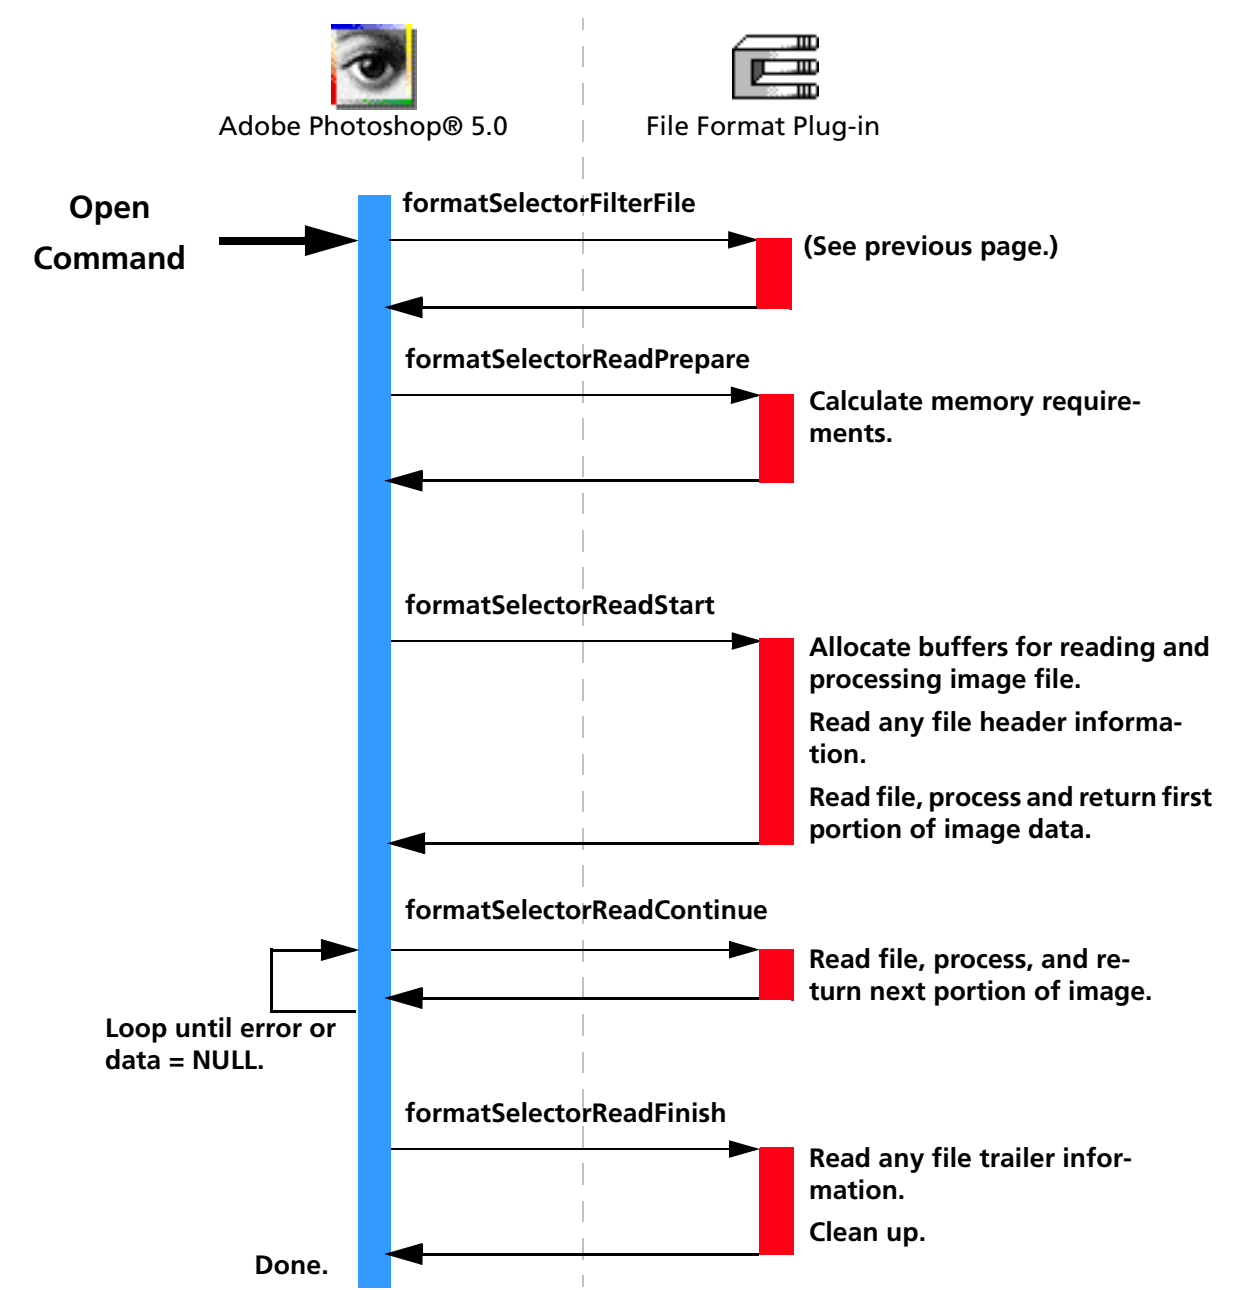 Adobe Photoshop® 5.0
File Format Plug-in
Open
Command
formatSelectorFilterFile
(See previous page.)
formatSelectorReadPrepare
Calculate memory require-
ments.
formatSelectorReadStart
Allocate buffers for reading and
processing image file.
Read any file header informa-
tion.
Read file, process and return first
portion of image data.
formatSelectorReadContinue
Read file, process, and re-
turn next portion of image.
Loop until error or
data = NULL.
formatSelectorReadFinish
Read any file trailer infor-
mation.
Clean up.
Done.